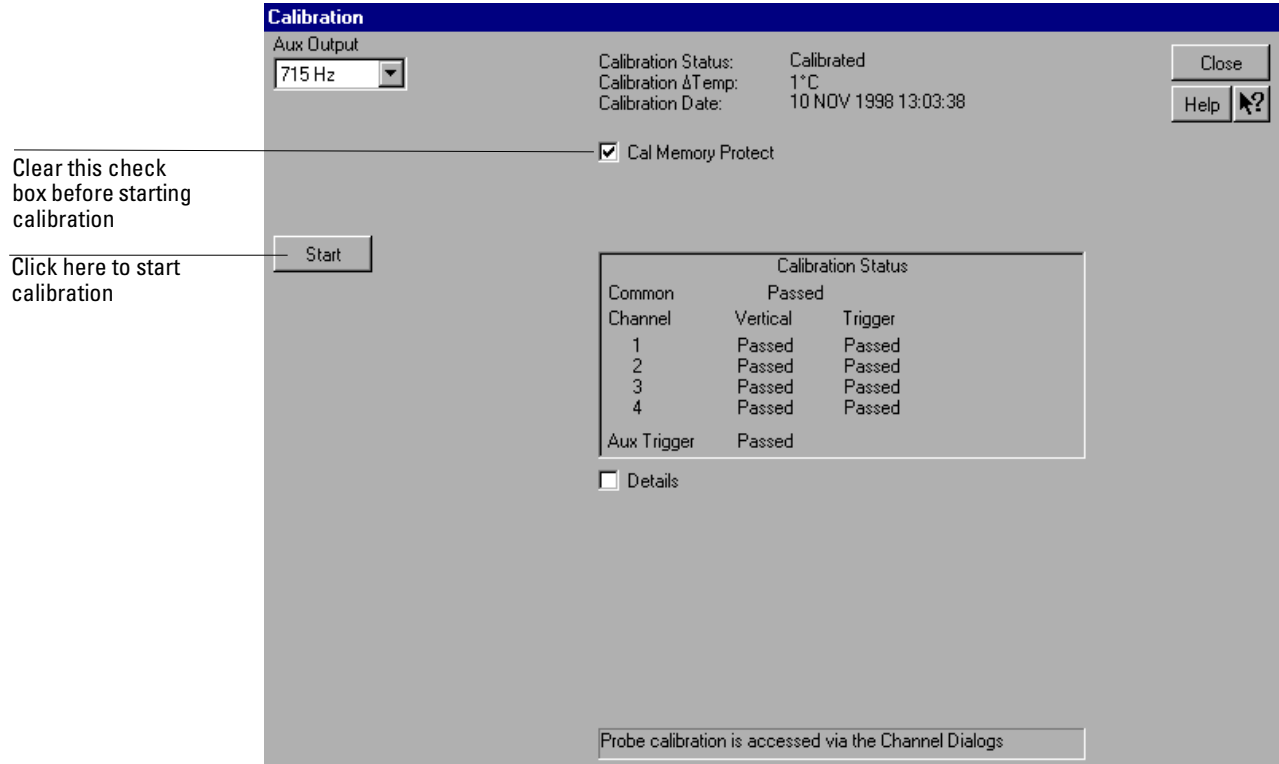 Calibration
Aux Output
715 Hz
Calibration Status: Calibrated
Calibration ΔTemp: 1°C
Calibration Date: 10 NOV 1998 13:03:38
Close
Help ?
Cal Memory Protect
Clear this check
box before starting
calibration
Start
Click here to start
calibration
Calibration Status
Common Passed
Channel Vertical Trigger
1 Passed Passed
2 Passed Passed
3 Passed Passed
4 Passed Passed
Aux Trigger Passed
Details
Probe calibration is accessed via the Channel Dialogs